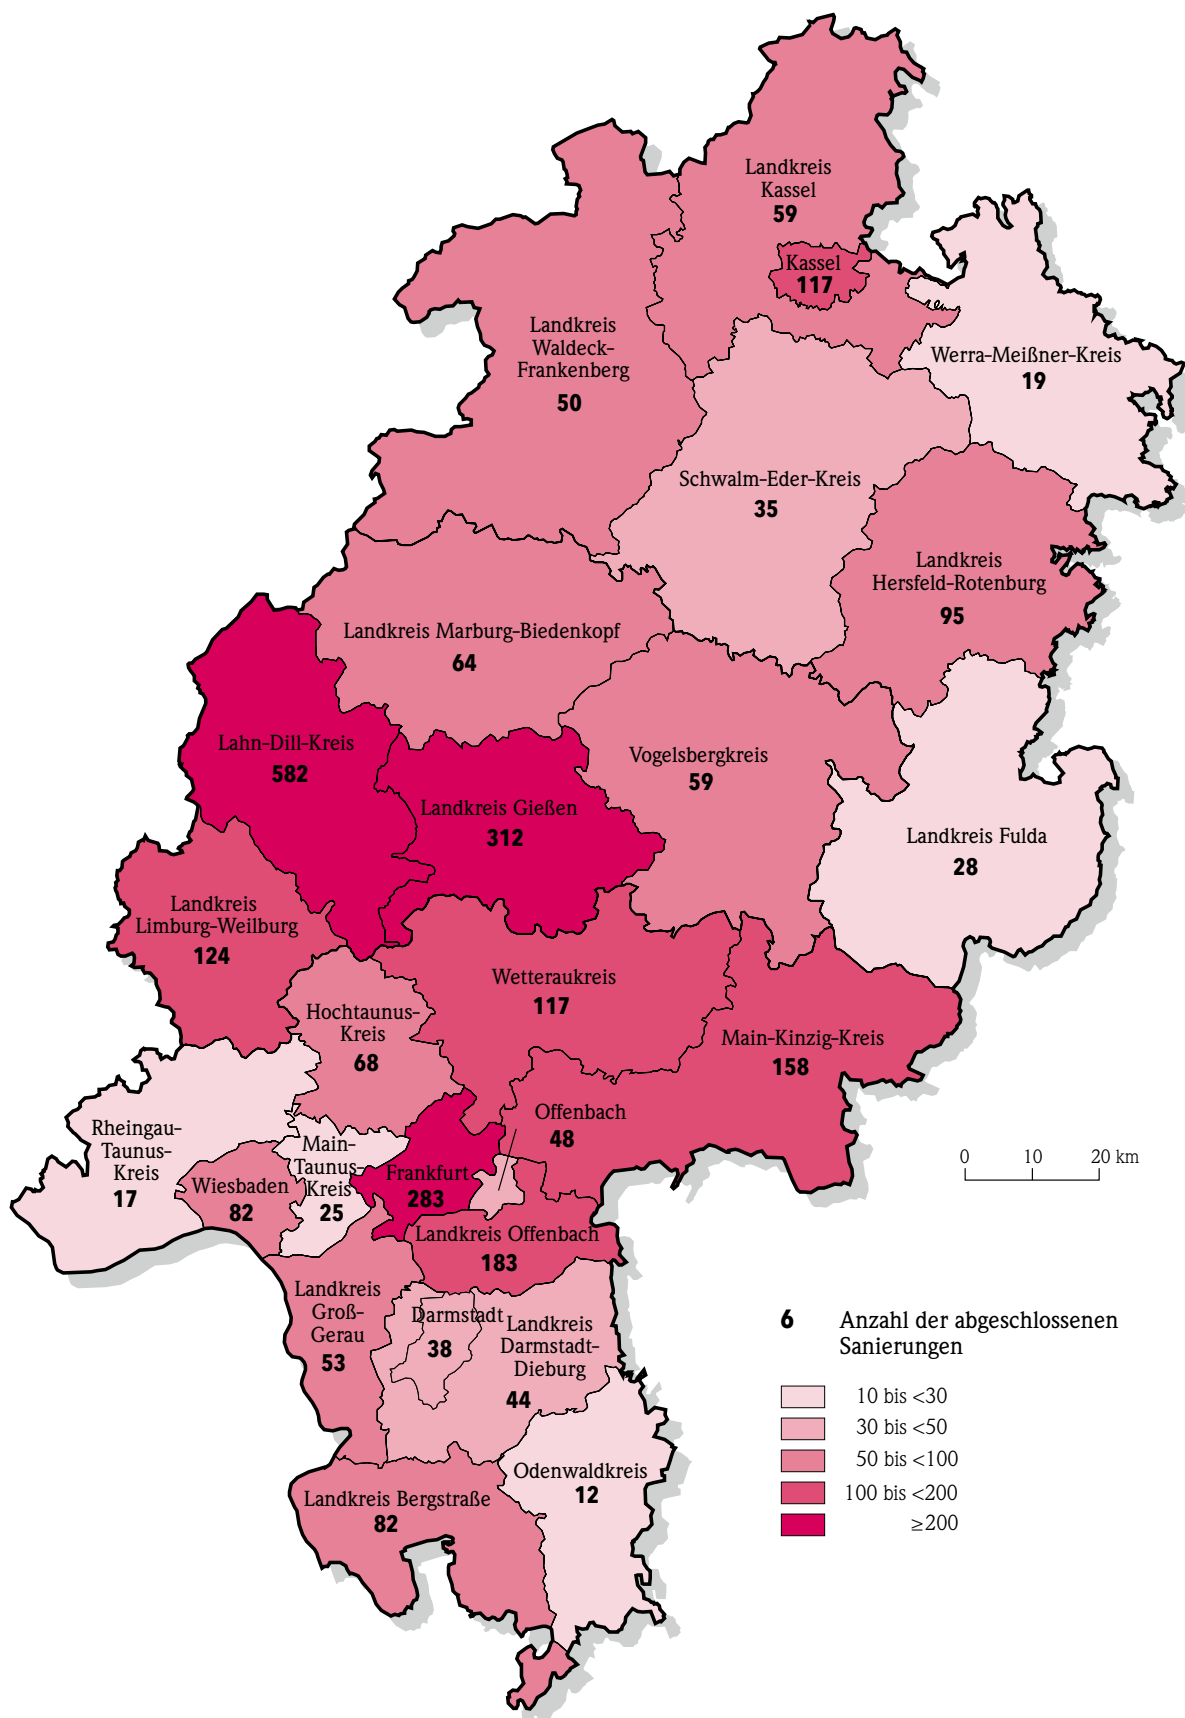 Landkreis
Kassel
59
Kassel
117
Landkreis
Waldeck-
Frankenberg
50
Werra-Meißner-Kreis
19
Schwalm-Eder-Kreis
35
Landkreis
Hersfeld-Rotenburg
95
Landkreis Marburg-Biedenkopf
64
Lahn-Dill-Kreis
582
Vogelsbergkreis
59
Landkreis Gießen
312
Landkreis Fulda
28
Landkreis
Limburg-Weilburg
124
Wetteraukreis
117
Hochtaunus-
Kreis
68
Main-Kinzig-Kreis
158
Offenbach
48
Rheingau-
Taunus-
Kreis
17
Main-
Taunus-
Kreis
25
Wiesbaden
82
Frankfurt
283
Landkreis Offenbach
183
Landkreis
Groß-
Gerau
53
Darmstadt
38
Landkreis
Darmstadt-
Dieburg
44
Odenwaldkreis
12
Landkreis Bergstraße
82
0 10 20 km
6 Anzahl der abgeschlossenen
Sanierungen
10 bis <30
30 bis <50
50 bis <100
100 bis <200
≥200